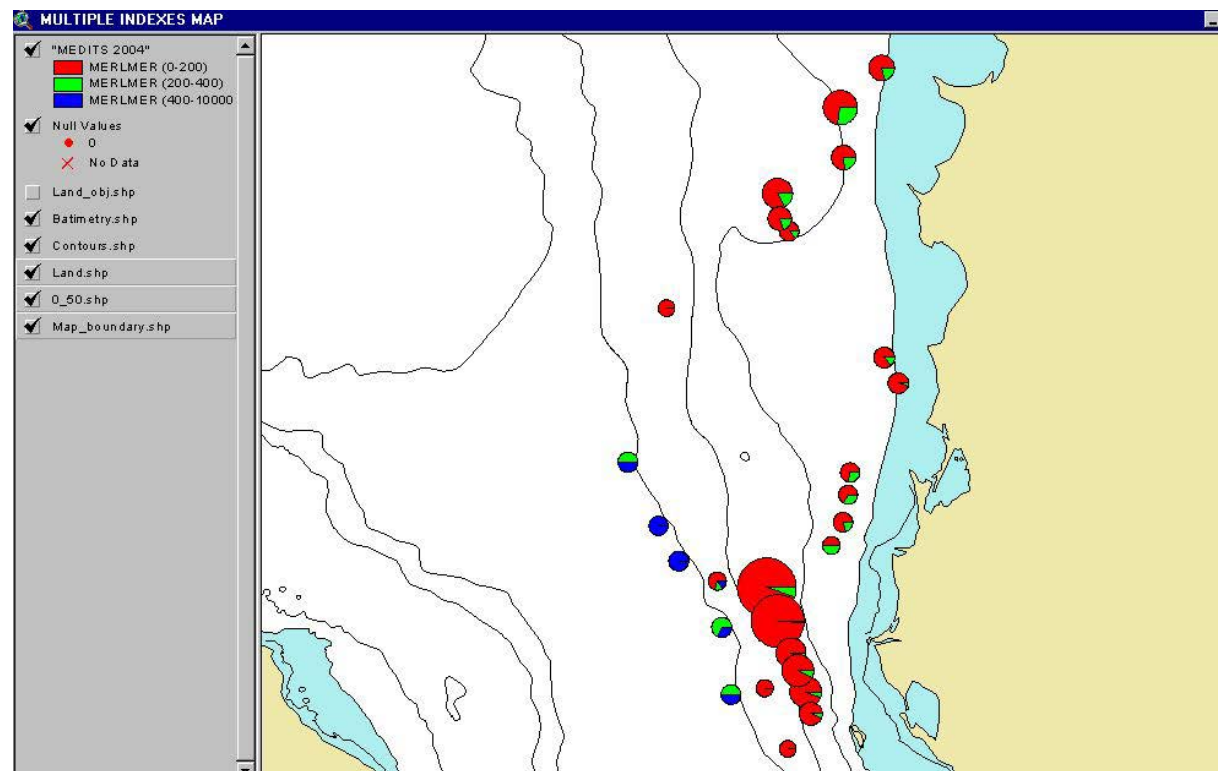 MULTIPLE INDEXES MAP
"MEDITS 2004"
MERLMER (0-200)
MERLMER (200-400)
MERLMER (400-10000
Null Values
0
No Data
Land_obj.shp
Batimetry.shp
Contours.shp
Land.shp
0_50.shp
Map_boundary.shp